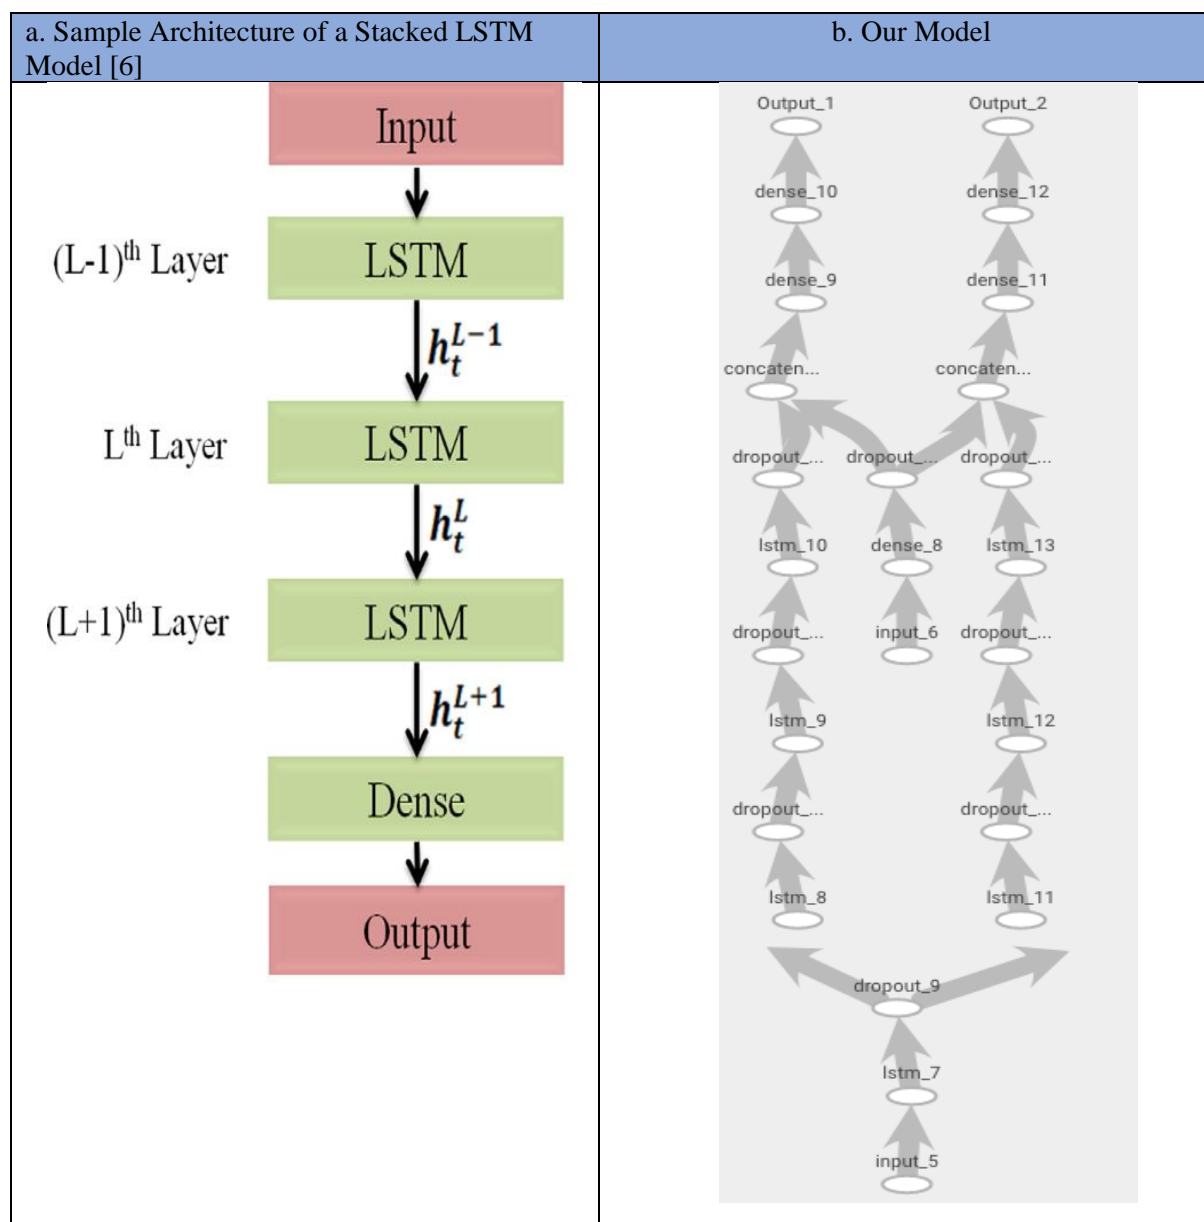 a. Sample Architecture of a Stacked LSTM
Model [6]
b. Our Model
Input
(L-1)th Layer
LSTM
h_t^{L-1}
Lth Layer
LSTM
h_t^{L}
(L+1)th Layer
LSTM
h_t^{L+1}
Dense
Output
Output_1 Output_2
dense_10 dense_12
dense_9 dense_11
concaten... concaten...
dropout_... dropout_... dropout_...
lstm_10 dense_8 lstm_13
dropout_... input_6 dropout_...
lstm_9 lstm_12
dropout_... dropout_...
lstm_8 lstm_11
dropout_9
lstm_7
input_5